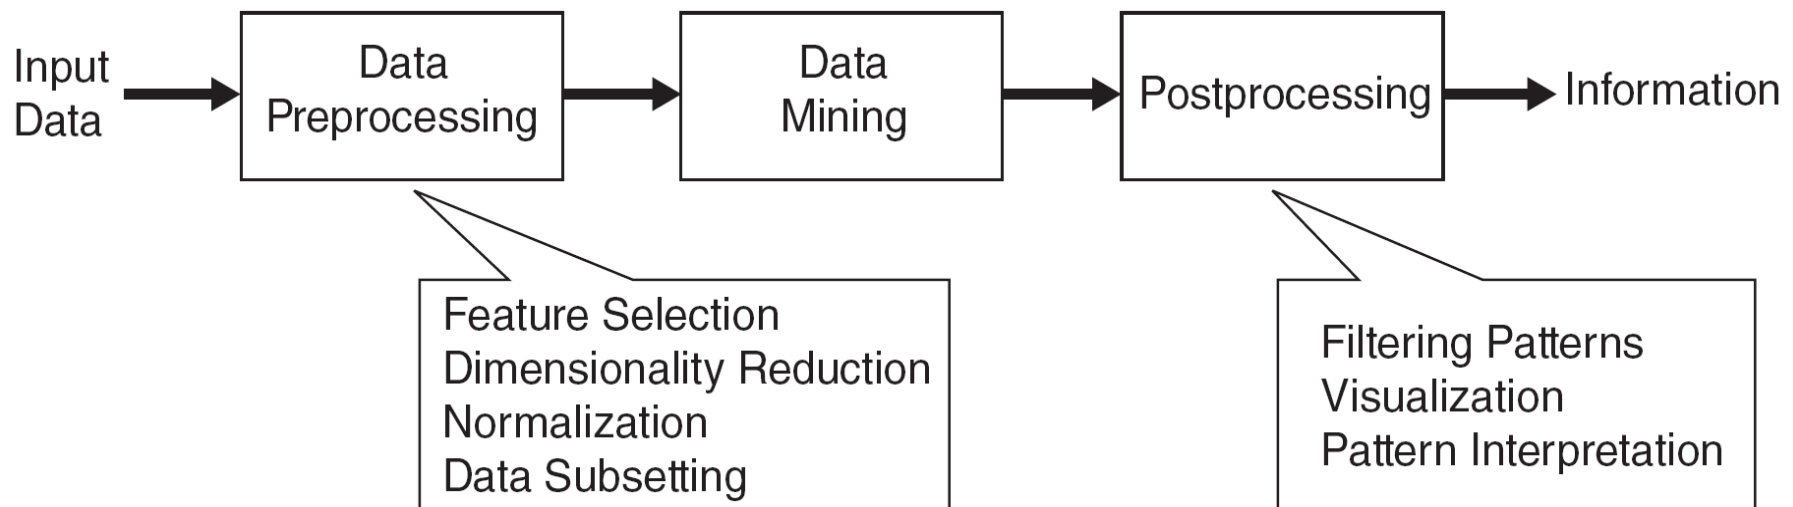 Input
Data
Data
Preprocessing
Data
Mining
Postprocessing
Information
Feature Selection
Dimensionality Reduction
Normalization
Data Subsetting
Filtering Patterns
Visualization
Pattern Interpretation